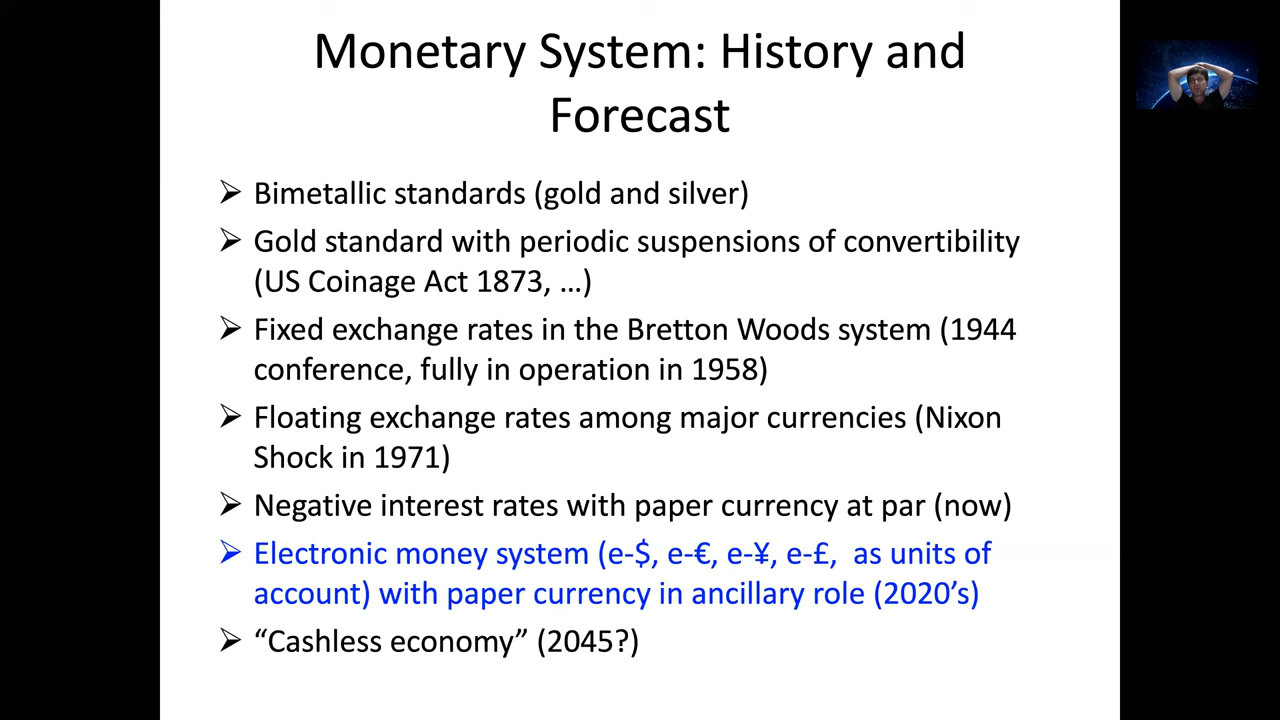 Monetary System: History and
Forecast
➢ Bimetallic standards (gold and silver)
➢ Gold standard with periodic suspensions of convertibility
(US Coinage Act 1873, …)
➢ Fixed exchange rates in the Bretton Woods system (1944
conference, fully in operation in 1958)
➢ Floating exchange rates among major currencies (Nixon
Shock in 1971)
➢ Negative interest rates with paper currency at par (now)
➢ Electronic money system (e-$, e-€, e-¥, e-£,  as units of
account) with paper currency in ancillary role (2020’s)
➢ “Cashless economy” (2045?)